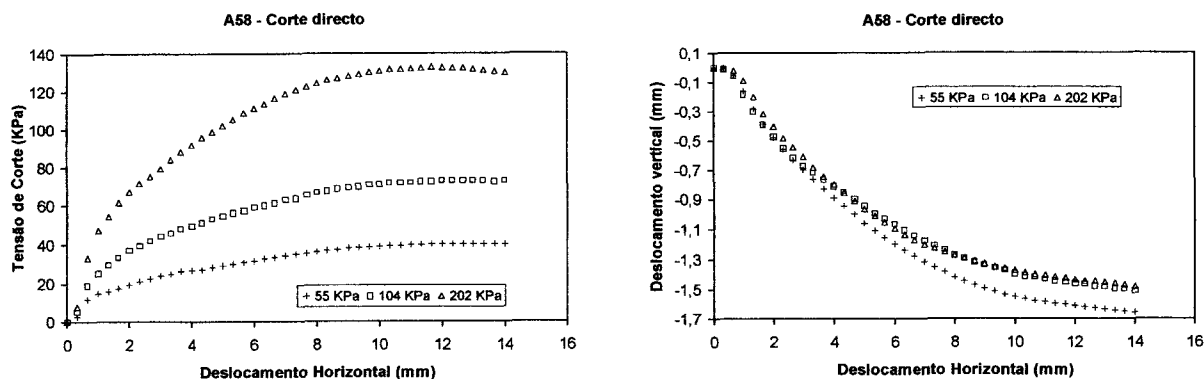 A58 - Corte directo
140
120
100
80
60
40
20
0
Tensão de Corte (KPa)
+ 55 KPa □ 104 KPa △ 202 KPa
0 2 4 6 8 10 12 14 16
Deslocamento Horizontal (mm)
A58 - Corte directo
0,1
-0,1
-0,3
-0,5
-0,7
-0,9
-1,1
-1,3
-1,5
-1,7
Deslocamento vertical (mm)
+ 55 KPa □ 104 KPa △ 202 KPa
0 2 4 6 8 10 12 14 16
Deslocamento Horizontal (mm)